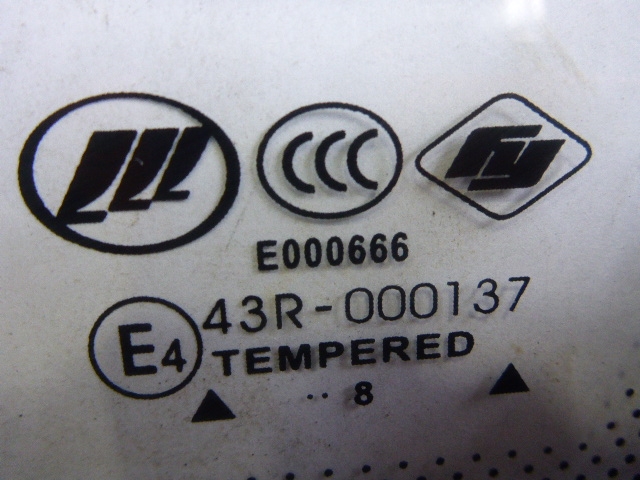 CCC
E000666
E4 43R-000137
TEMPERED
.. 8